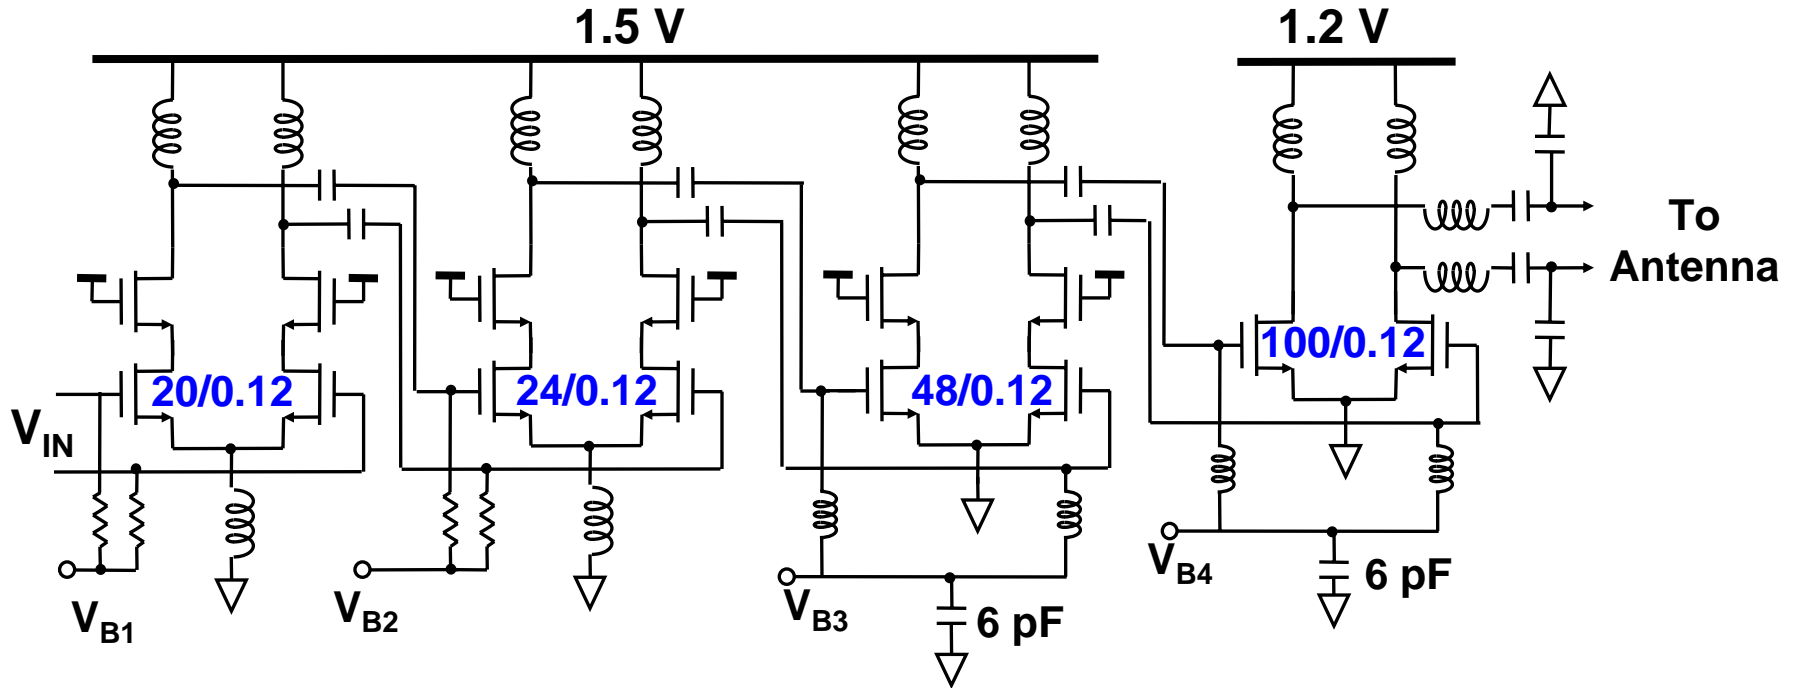 1.5 V
1.2 V
To
Antenna
20/0.12
24/0.12
48/0.12
100/0.12
VIN
VB1
VB2
VB3
6 pF
VB4
6 pF